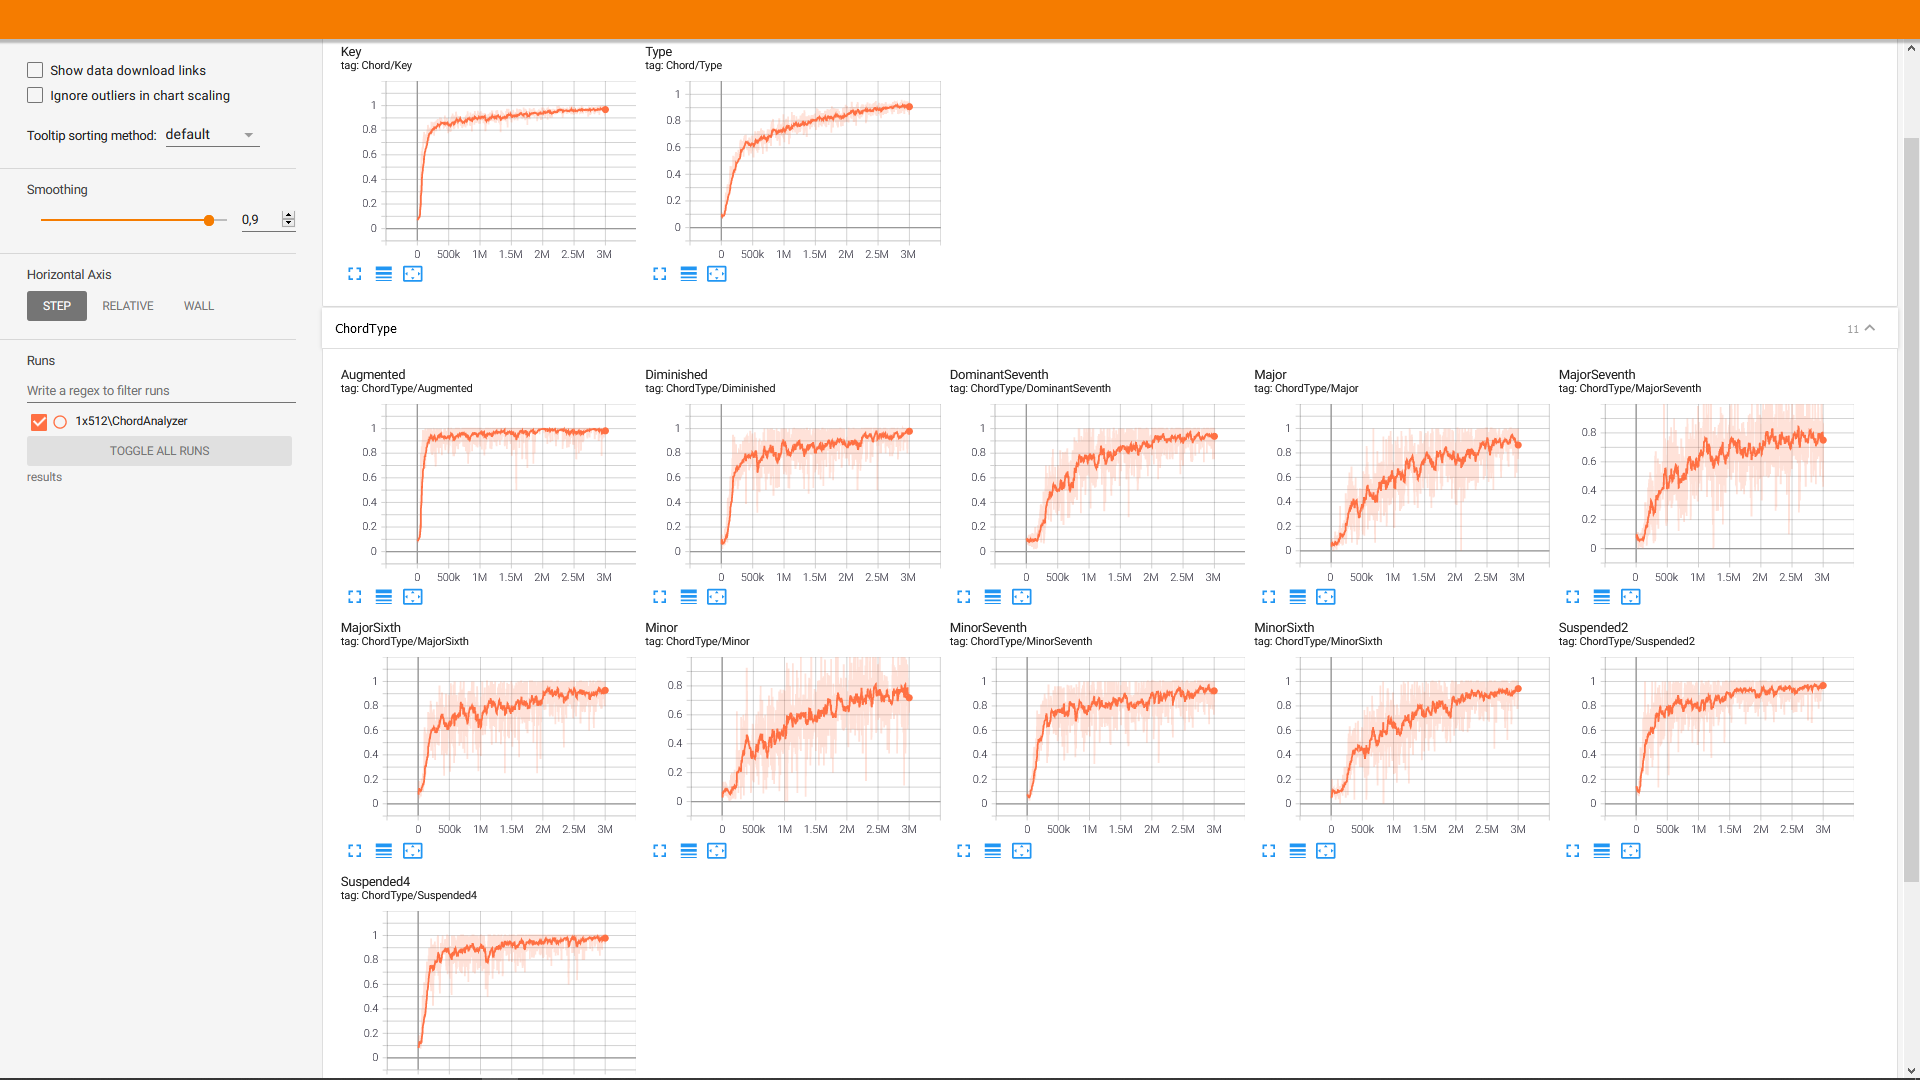 Show data download links
Ignore outliers in chart scaling
Tooltip sorting method: default
Smoothing
0,9
Horizontal Axis
STEP RELATIVE WALL
Runs
Write a regex to filter runs
1x512\ChordAnalyzer
TOGGLE ALL RUNS
results
Key
tag: Chord/Key
1
0.8
0.6
0.4
0.2
0
0 500k 1M 1.5M 2M 2.5M 3M
Type
tag: Chord/Type
1
0.8
0.6
0.4
0.2
0
0 500k 1M 1.5M 2M 2.5M 3M
ChordType
11
Augmented
tag: ChordType/Augmented
1
0.8
0.6
0.4
0.2
0
0 500k 1M 1.5M 2M 2.5M 3M
Diminished
tag: ChordType/Diminished
1
0.8
0.6
0.4
0.2
0
0 500k 1M 1.5M 2M 2.5M 3M
DominantSeventh
tag: ChordType/DominantSeventh
1
0.8
0.6
0.4
0.2
0
0 500k 1M 1.5M 2M 2.5M 3M
Major
tag: ChordType/Major
1
0.8
0.6
0.4
0.2
0
0 500k 1M 1.5M 2M 2.5M 3M
MajorSeventh
tag: ChordType/MajorSeventh
0.8
0.6
0.4
0.2
0
0 500k 1M 1.5M 2M 2.5M 3M
MajorSixth
tag: ChordType/MajorSixth
1
0.8
0.6
0.4
0.2
0
0 500k 1M 1.5M 2M 2.5M 3M
Minor
tag: ChordType/Minor
0.8
0.6
0.4
0.2
0
0 500k 1M 1.5M 2M 2.5M 3M
MinorSeventh
tag: ChordType/MinorSeventh
1
0.8
0.6
0.4
0.2
0
0 500k 1M 1.5M 2M 2.5M 3M
MinorSixth
tag: ChordType/MinorSixth
1
0.8
0.6
0.4
0.2
0
0 500k 1M 1.5M 2M 2.5M 3M
Suspended2
tag: ChordType/Suspended2
1
0.8
0.6
0.4
0.2
0
0 500k 1M 1.5M 2M 2.5M 3M
Suspended4
tag: ChordType/Suspended4
1
0.8
0.6
0.4
0.2
0